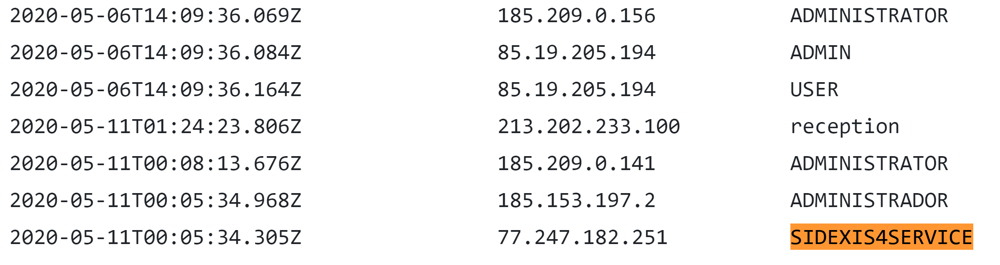 2020-05-06T14:09:36.069Z 185.209.0.156 ADMINISTRATOR
2020-05-06T14:09:36.084Z 85.19.205.194 ADMIN
2020-05-06T14:09:36.164Z 85.19.205.194 USER
2020-05-11T01:24:23.806Z 213.202.233.100 reception
2020-05-11T00:08:13.676Z 185.209.0.141 ADMINISTRATOR
2020-05-11T00:05:34.968Z 185.153.197.2 ADMINISTRADOR
2020-05-11T00:05:34.305Z 77.247.182.251 SIDEXIS4SERVICE